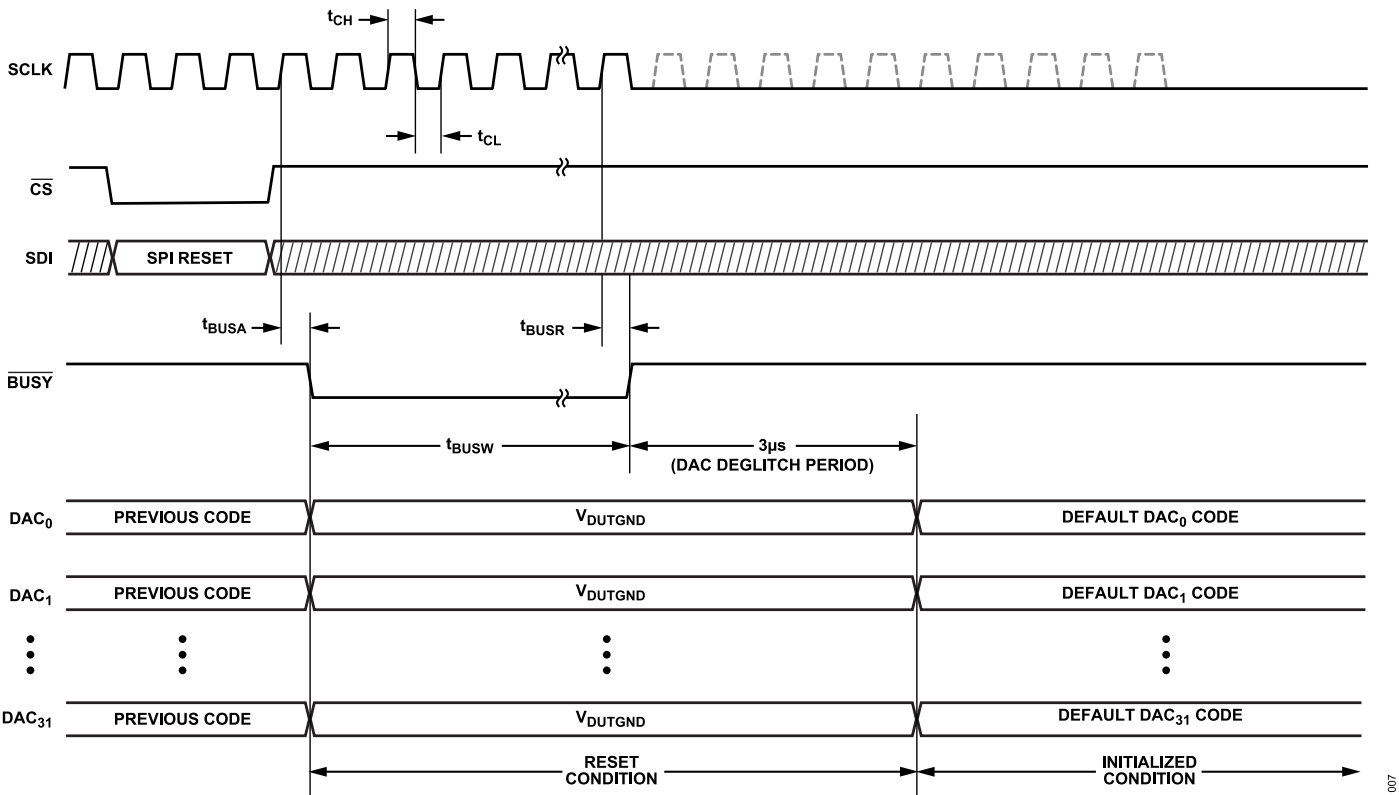 tCH
SCLK
tCL
CS
SDI
SPI RESET
tBUSA
tBUSR
BUSY
tBUSW
3µs
(DAC DEGLITCH PERIOD)
DAC0 PREVIOUS CODE VDUTGND DEFAULT DAC0 CODE
DAC1 PREVIOUS CODE VDUTGND DEFAULT DAC1 CODE
DAC31 PREVIOUS CODE VDUTGND DEFAULT DAC31 CODE
RESET
CONDITION
INITIALIZED
CONDITION
007